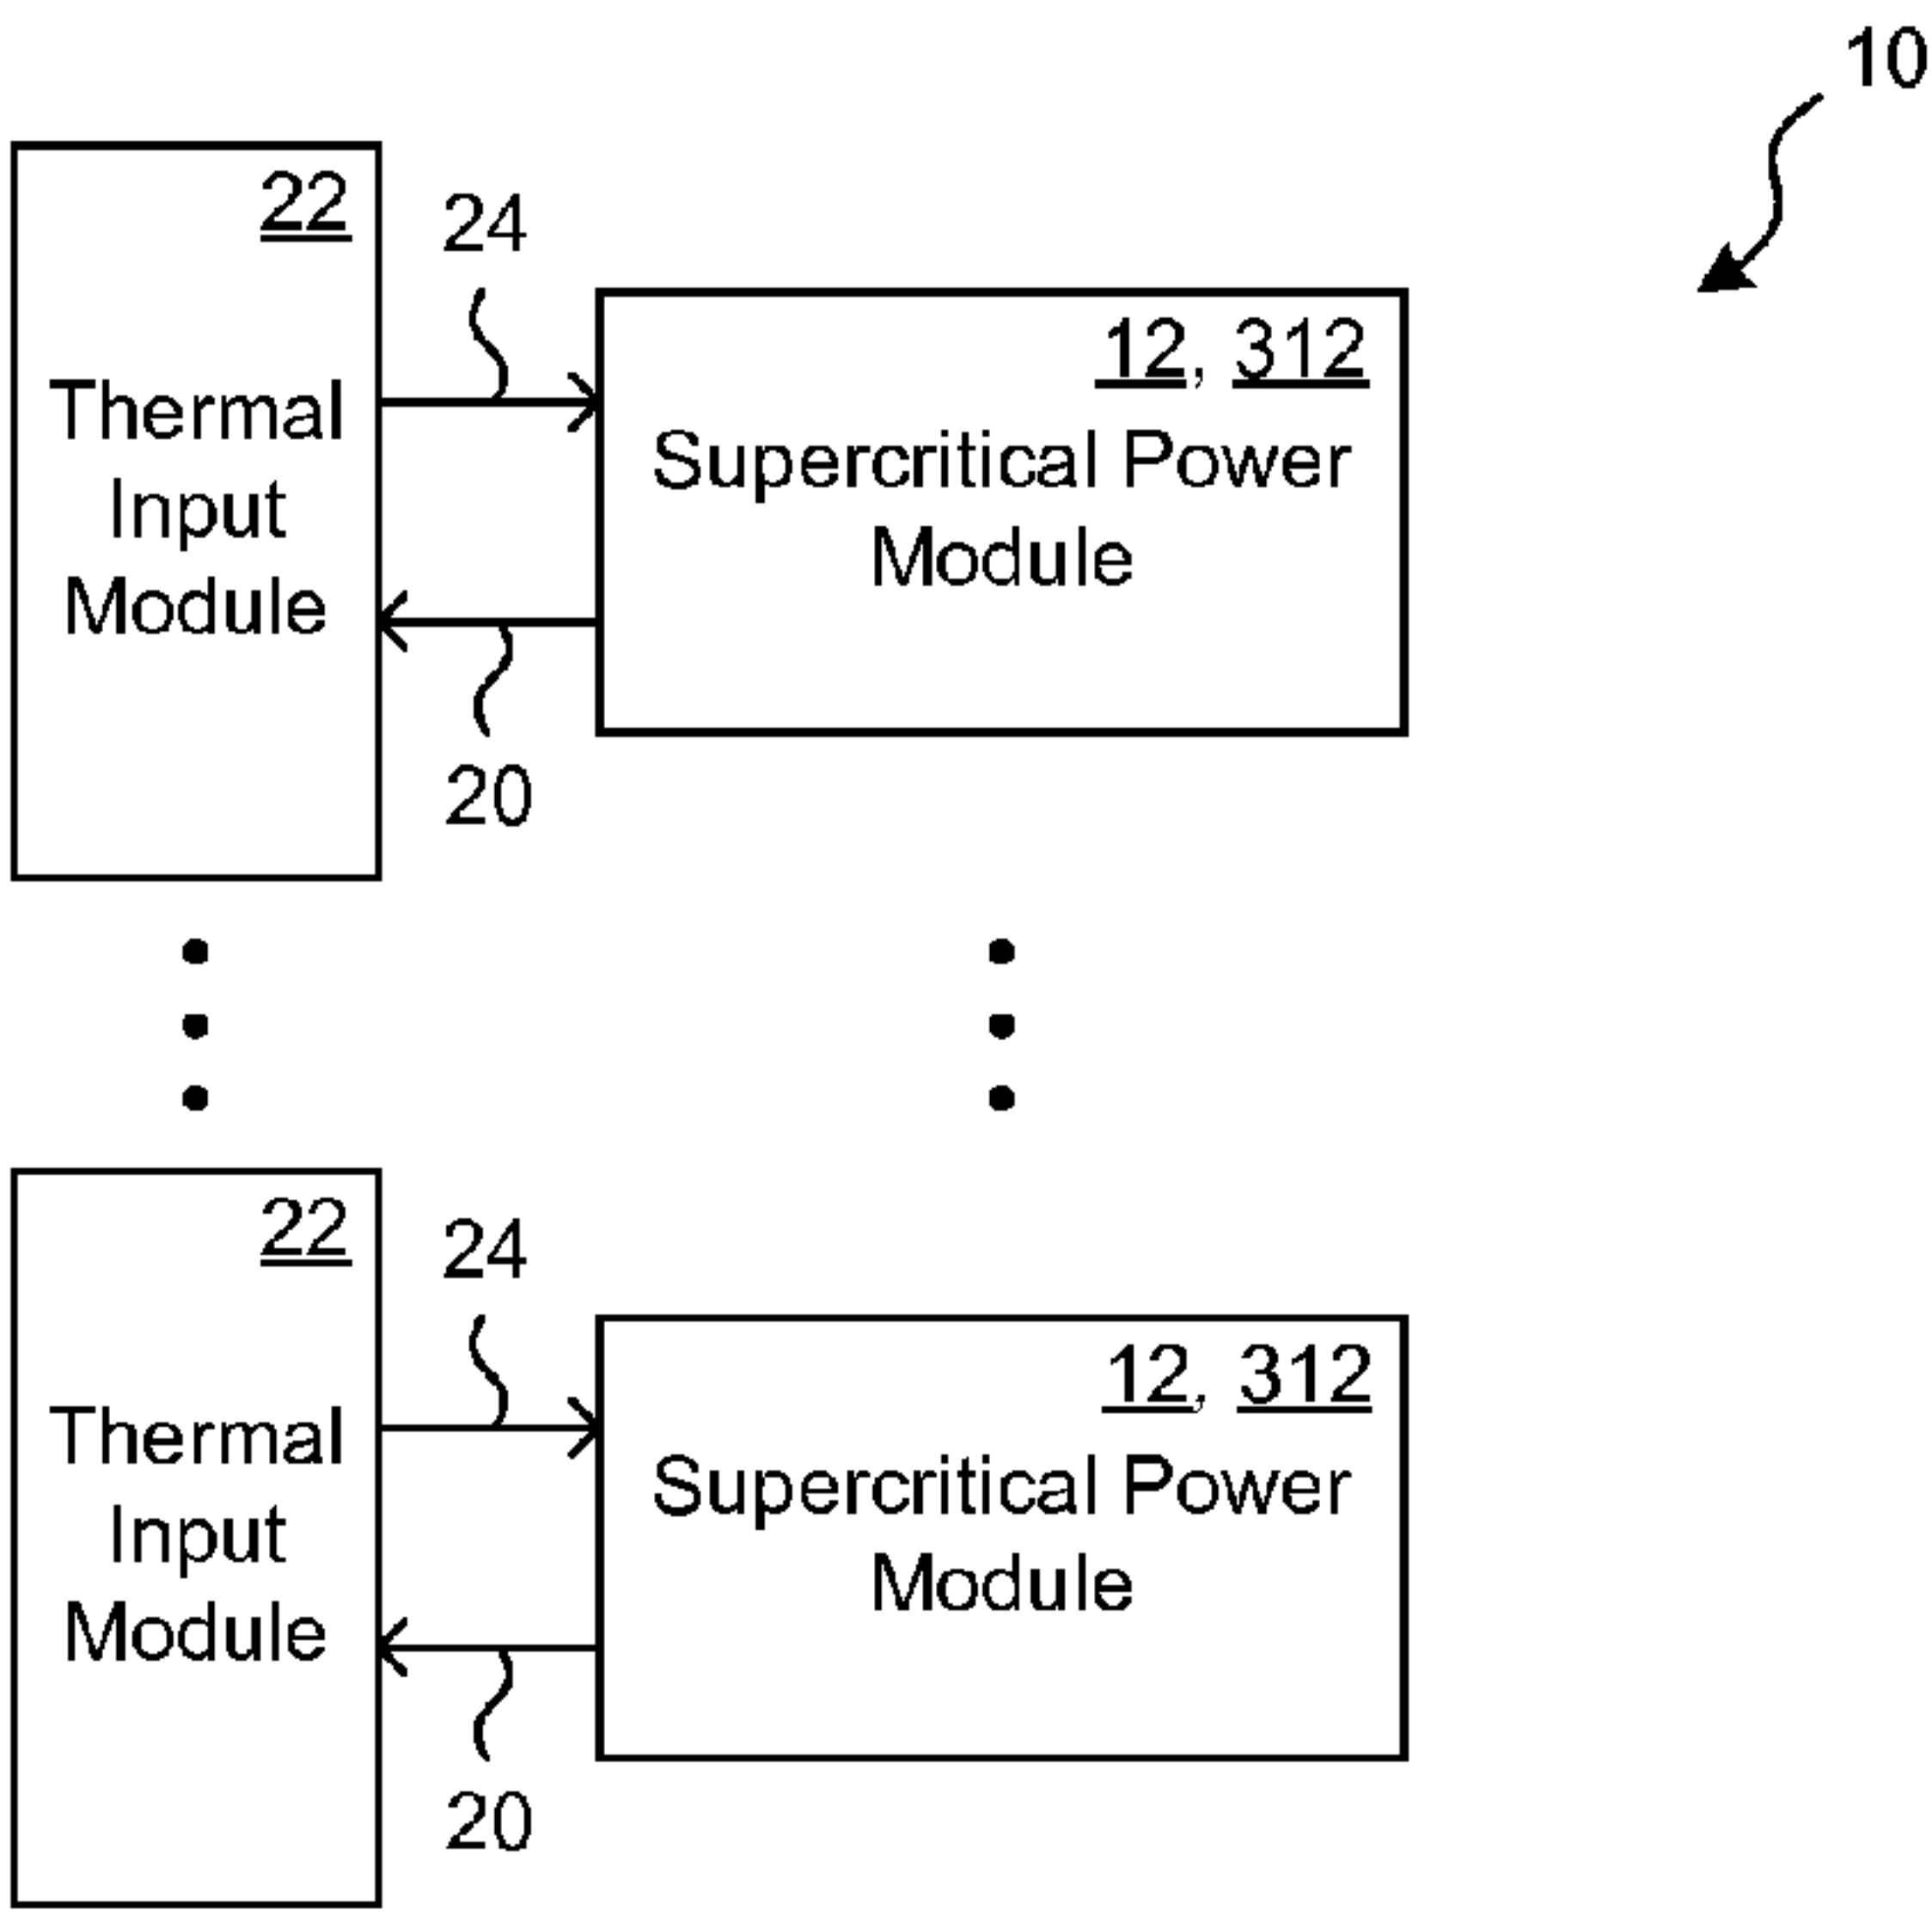 10
22
24
12, 312
Thermal
Input
Module
Supercritical Power
Module
20
22
24
12, 312
Thermal
Input
Module
Supercritical Power
Module
20